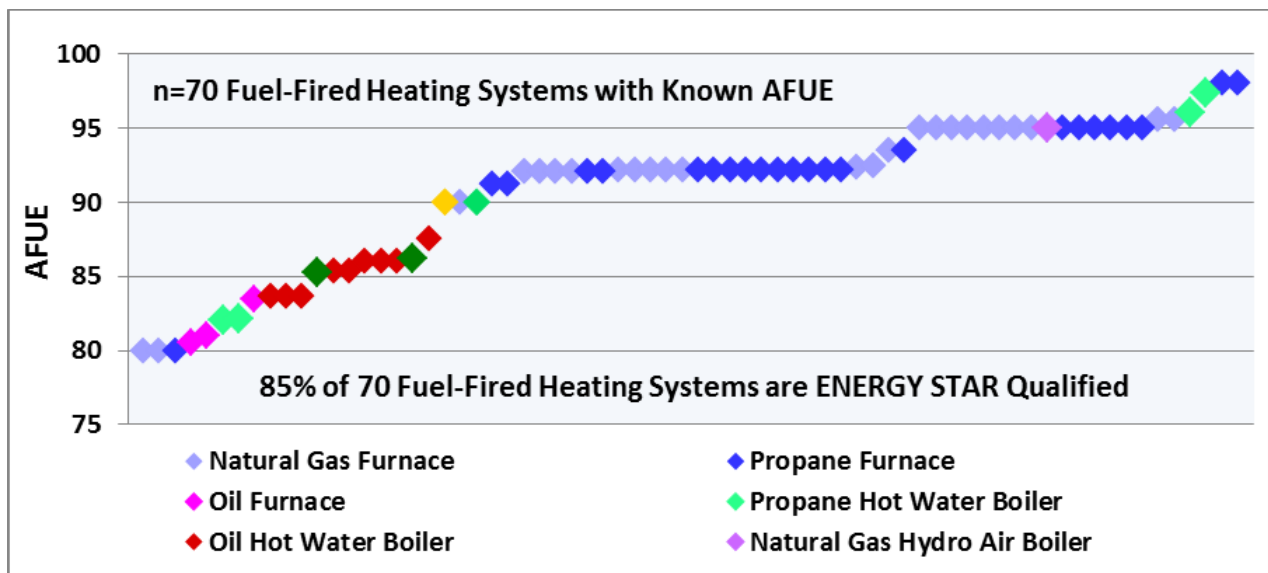 100
n=70 Fuel-Fired Heating Systems with Known AFUE
95
90
AFUE
85
80
85% of 70 Fuel-Fired Heating Systems are ENERGY STAR Qualified
75
Natural Gas Furnace
Propane Furnace
Oil Furnace
Propane Hot Water Boiler
Oil Hot Water Boiler
Natural Gas Hydro Air Boiler